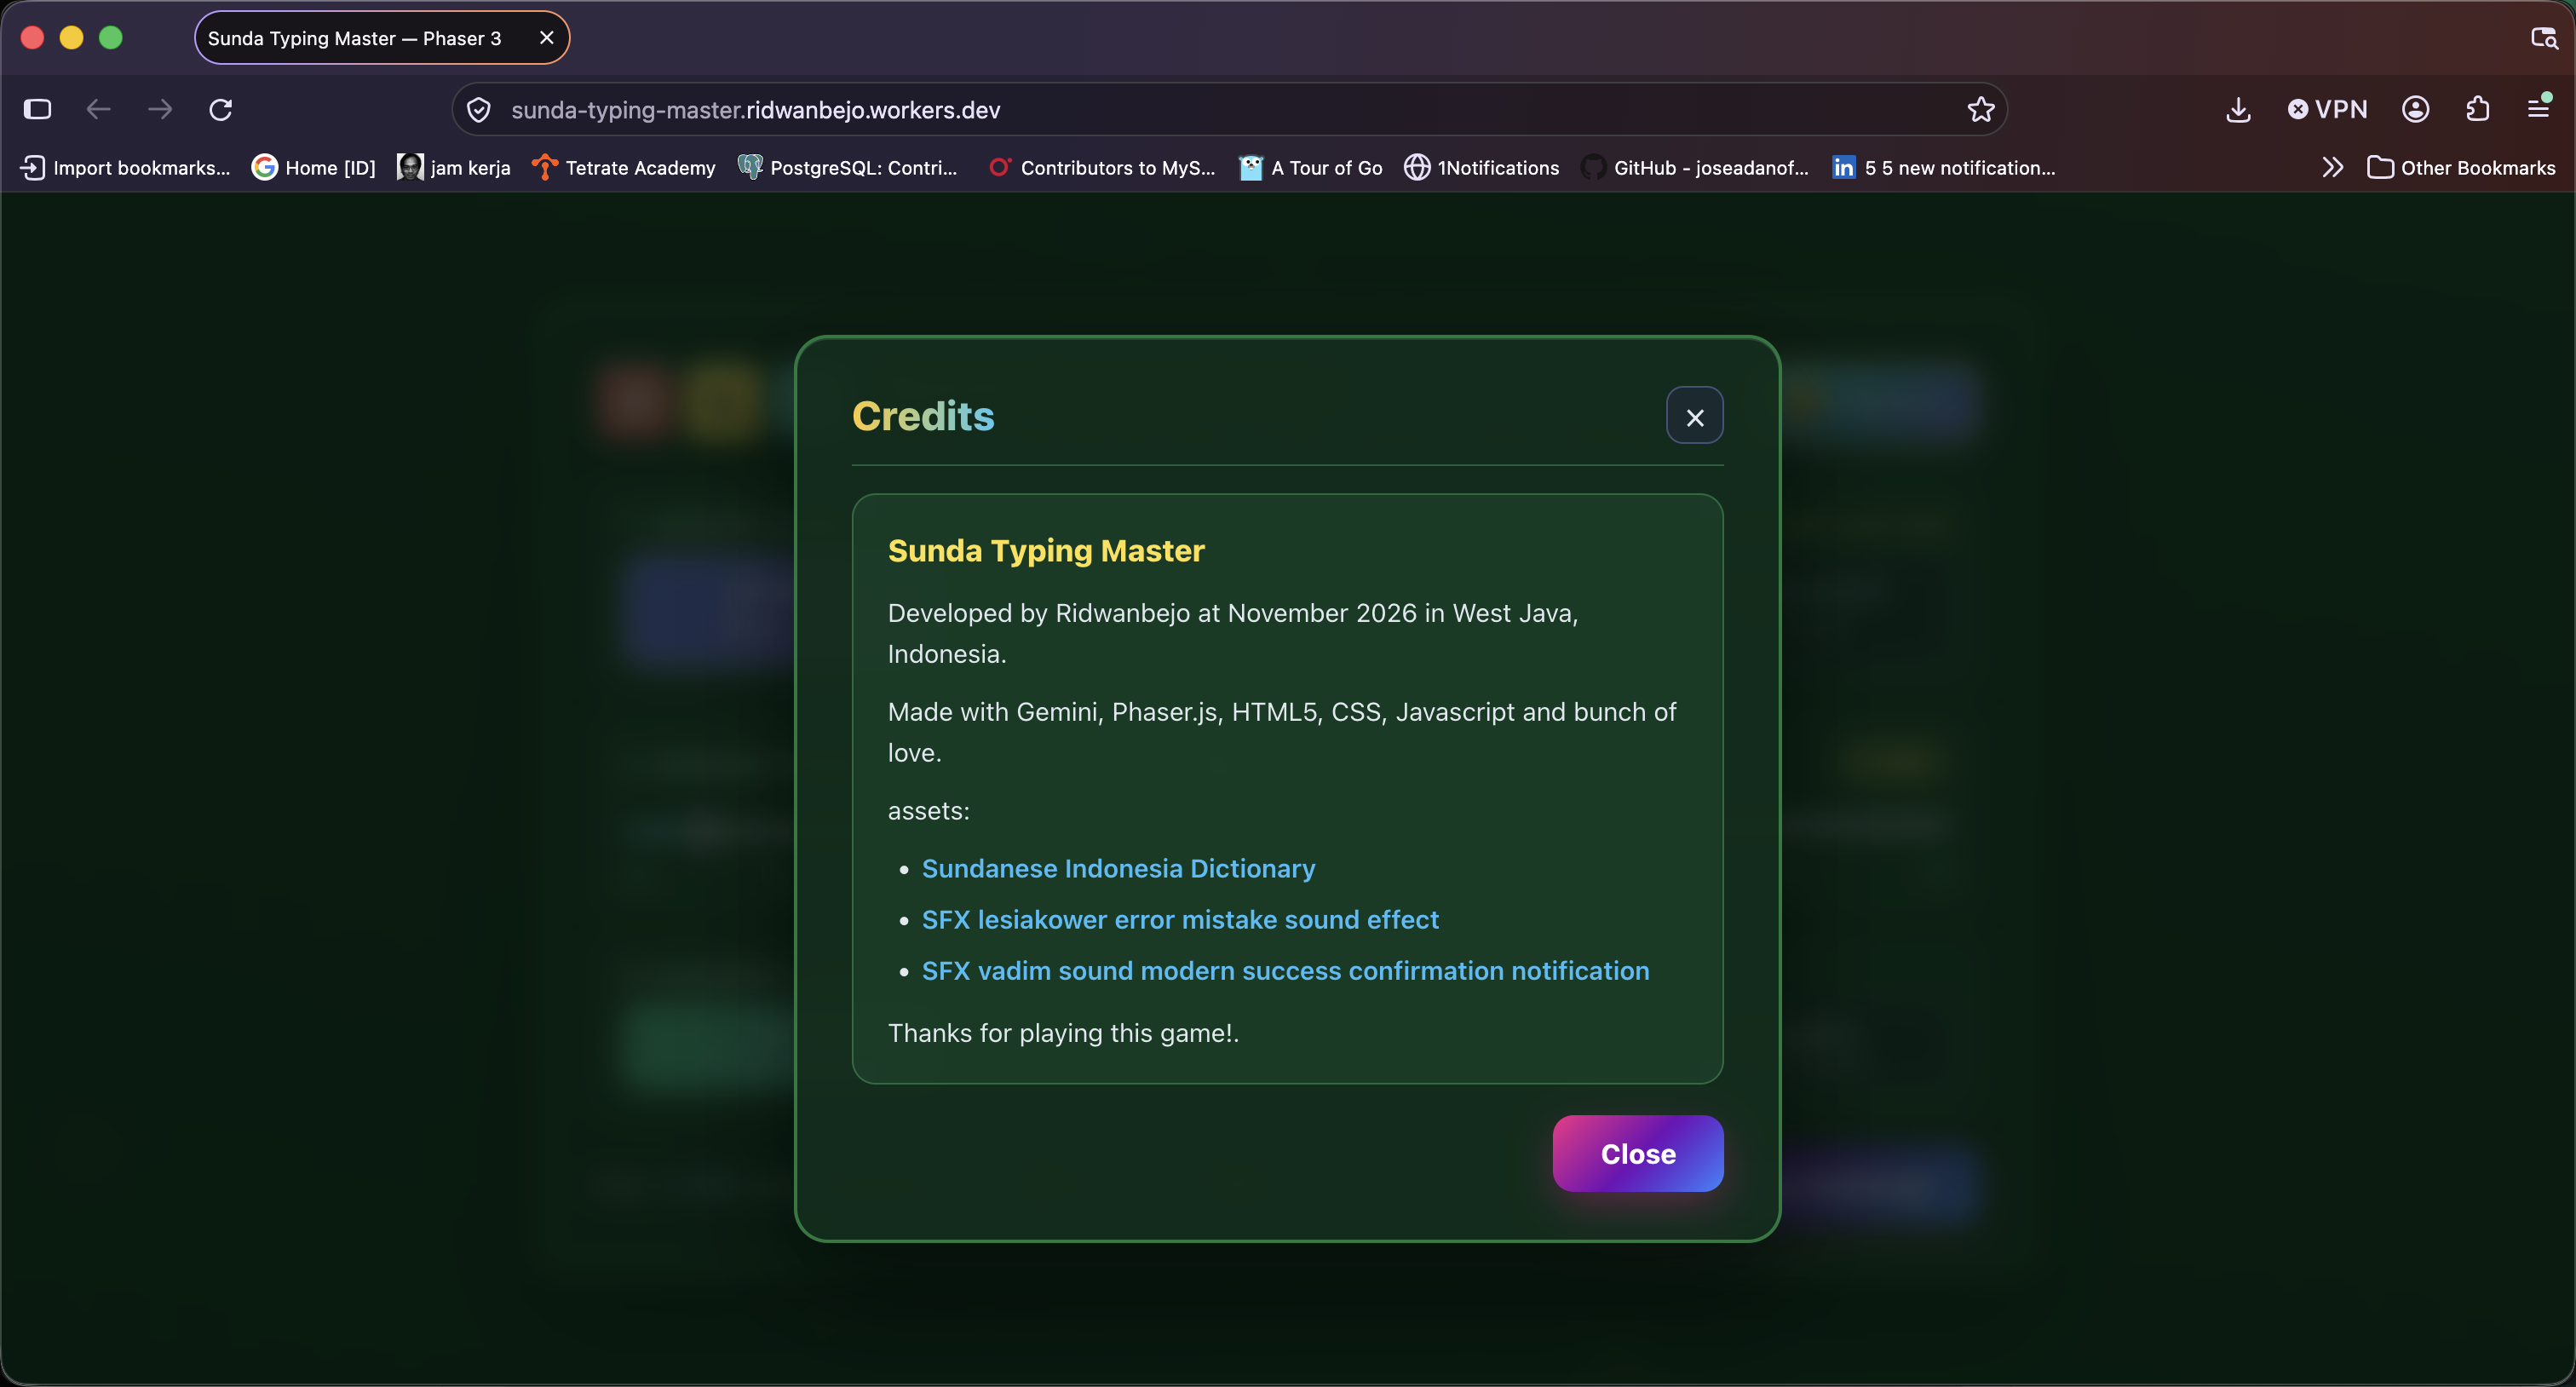 Sunda Typing Master — Phaser 3
sunda-typing-master.ridwanbejo.workers.dev
VPN
Import bookmarks...
Home [ID]
jam kerja
Tetrate Academy
PostgreSQL: Contri...
Contributors to MyS...
A Tour of Go
1Notifications
GitHub - joseadanof...
in
5 5 new notification...
Other Bookmarks
Credits
Sunda Typing Master
Developed by Ridwanbejo at November 2026 in West Java,
Indonesia.
Made with Gemini, Phaser.js, HTML5, CSS, Javascript and bunch of
love.
assets:
• Sundanese Indonesia Dictionary
• SFX lesiakower error mistake sound effect
• SFX vadim sound modern success confirmation notification
Thanks for playing this game!.
Close